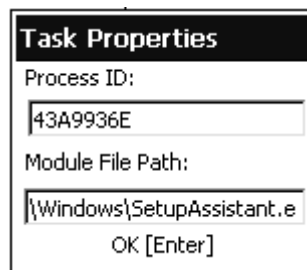 Task Properties
Process ID:
43A9936E
Module File Path:
\Windows\SetupAssistant.e
OK [Enter]